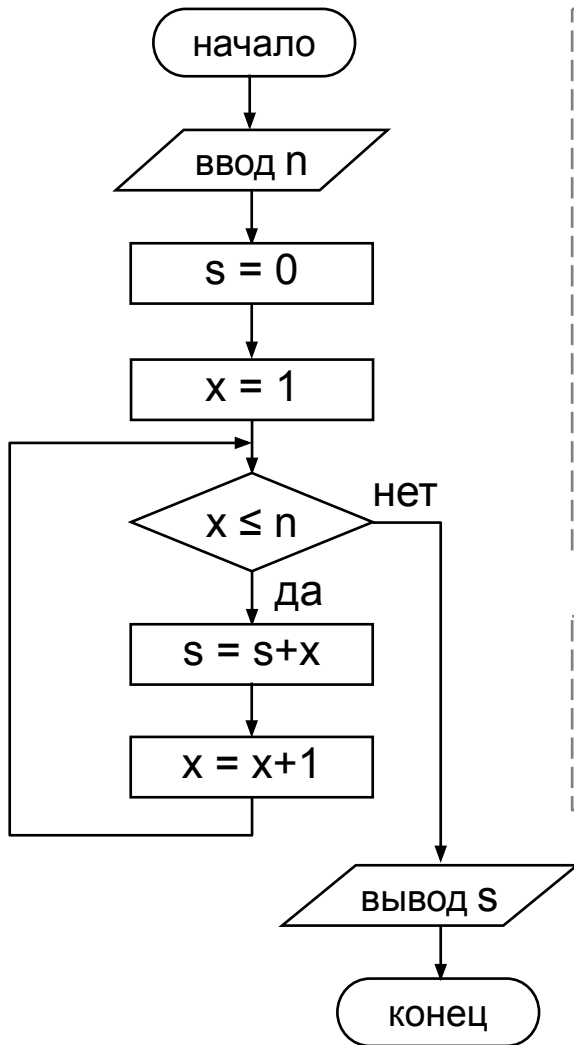 начало
ввод n
s = 0
x = 1
x ≤ n
нет
да
s = s+x
x = x+1
вывод s
конец